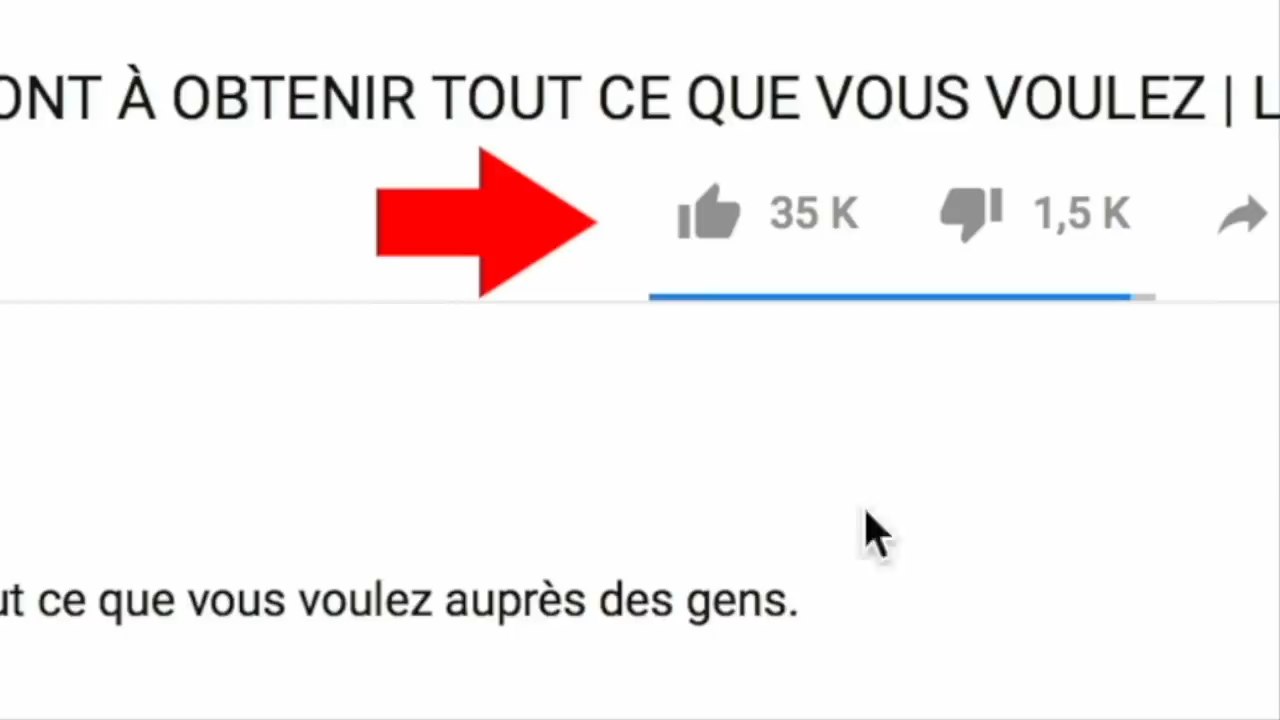 ONT À OBTENIR TOUT CE QUE VOUS VOULEZ | L
35 K 1,5 K
ut ce que vous voulez auprès des gens.